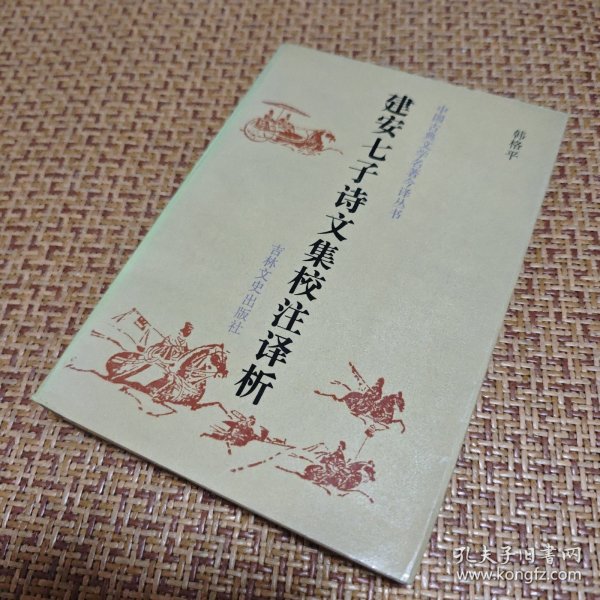 韩格平
中国古典文学名著今译丛书
建安七子诗文集校注译析
吉林文史出版社
孔夫子旧书网
www.kongfz.com